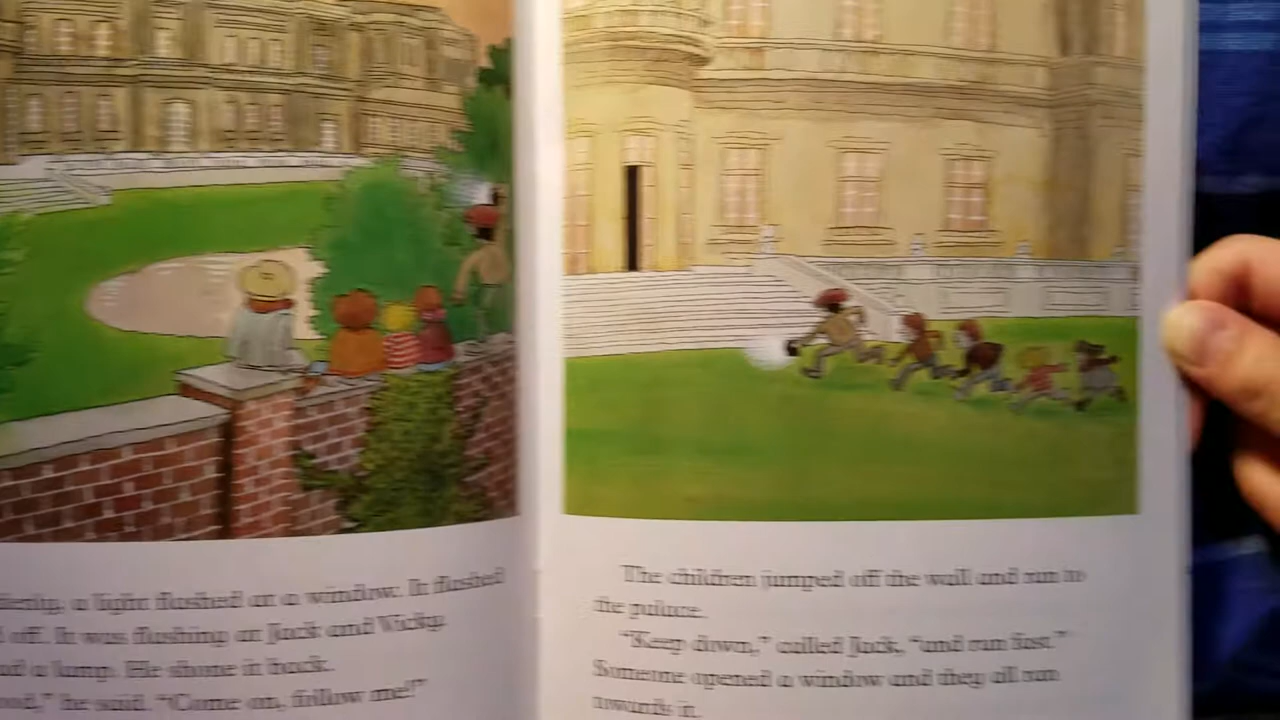 a light flashed at a window. It flashed
off. It was flashing at Jack and Vicky.
a lamp. He shone it back.
he said. "Come on, follow me!"
The children jumped off the wall and ran to
the palace.
"Keep down," called Jack, "and run fast."
Someone opened a window and they all ran
towards it.